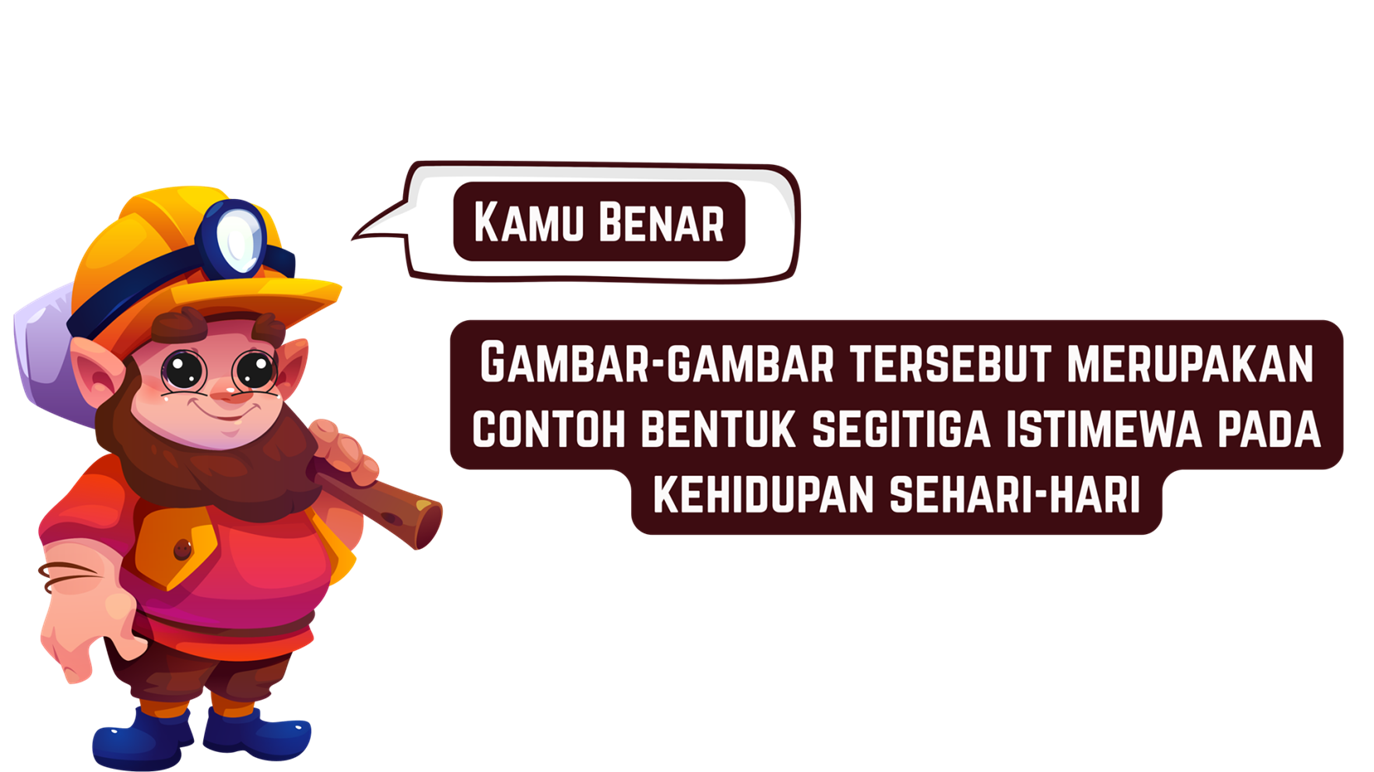 Kamu Benar
Gambar-gambar tersebut merupakan
contoh bentuk segitiga istimewa pada
kehidupan sehari-hari